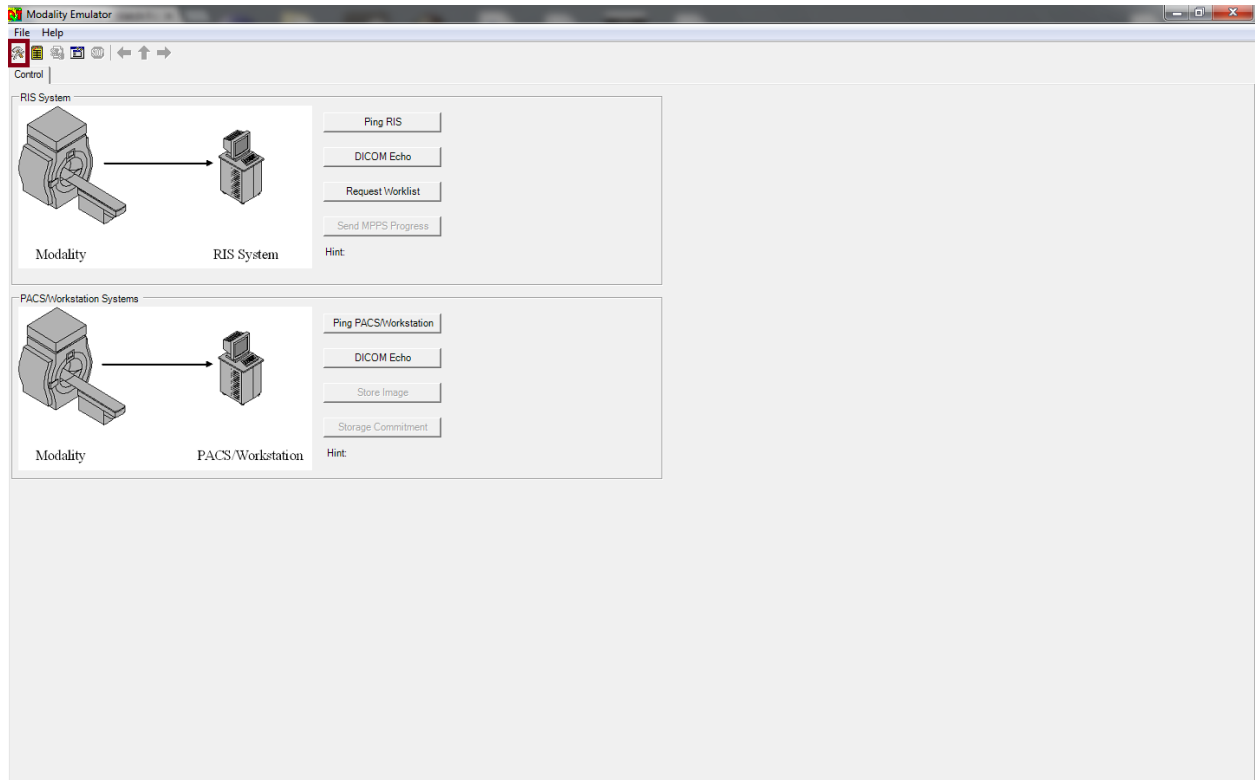 Modality Emulator
File Help
Control
RIS System
Ping RIS
DICOM Echo
Request Worklist
Send MPPS Progress
Modality
RIS System
Hint:
PACS/Workstation Systems
Ping PACS/Workstation
DICOM Echo
Store Image
Storage Commitment
Modality
PACS/Workstation
Hint: